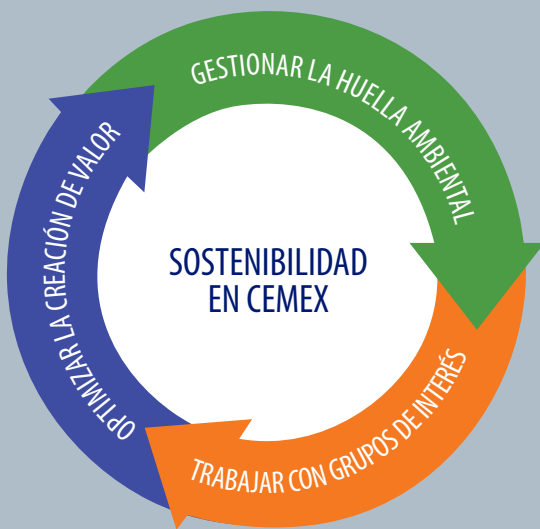 GESTIONAR LA HUELLA AMBIENTAL
SOSTENIBILIDAD
EN CEMEX
OPTIMIZAR LA CREACIÓN DE VALOR
TRABAJAR CON GRUPOS DE INTERÉS